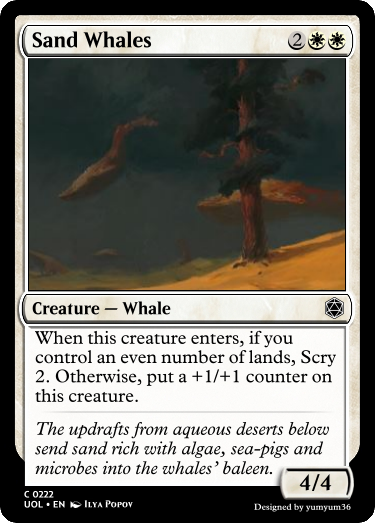 Sand Whales 2
Creature — Whale
When this creature enters, if you
control an even number of lands, Scry
2. Otherwise, put a +1/+1 counter on
this creature.
The updrafts from aqueous deserts below
send sand rich with algae, sea-pigs and
microbes into the whales' baleen.
4/4
C 0222
UOL • EN Ilya Popov
Designed by yumyum36